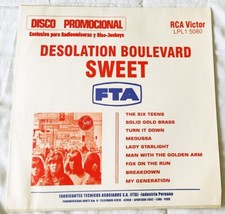 DISCO PROMOCIONAL
Exclusivo para Radioemisoras y Disc-Jockeys
RCA Victor
LPL1 5080
DESOLATION BOULEVARD
SWEET
FTA
THE SIX TEENS
SOLID GOLD BRASS
TURN IT DOWN
MEDUSSA
LADY STARLIGHT
MAN WITH THE GOLDEN ARM
FOX ON THE RUN
BREAKDOWN
MY GENERATION
FABRICANTES TECNICOS ASOCIADOS S.A. (FTA) - Industria Peruana